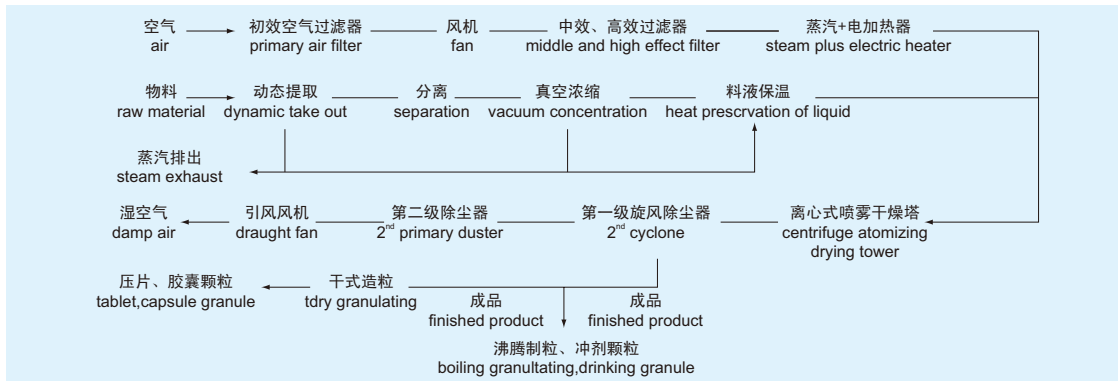 空气 初效空气过滤器 风机 中效、高效过滤器 蒸汽+电加热器
air primary air filter fan middle and high effect filter steam plus electric heater
物料 动态提取 分离 真空浓缩 料液保温
raw material dynamic take out separation vacuum concentration heat prescrvation of liquid
蒸汽排出
steam exhaust
湿空气 引风风机 第二级除尘器 第一级旋风除尘器 离心式喷雾干燥塔
damp air draught fan 2nd primary duster 2nd cyclone centrifuge atomizing
drying tower
压片、胶囊颗粒 干式造粒
tablet,capsule granule tdry granulating
成品 成品
finished product finished product
沸腾制粒、冲剂颗粒
boiling granultating,drinking granule